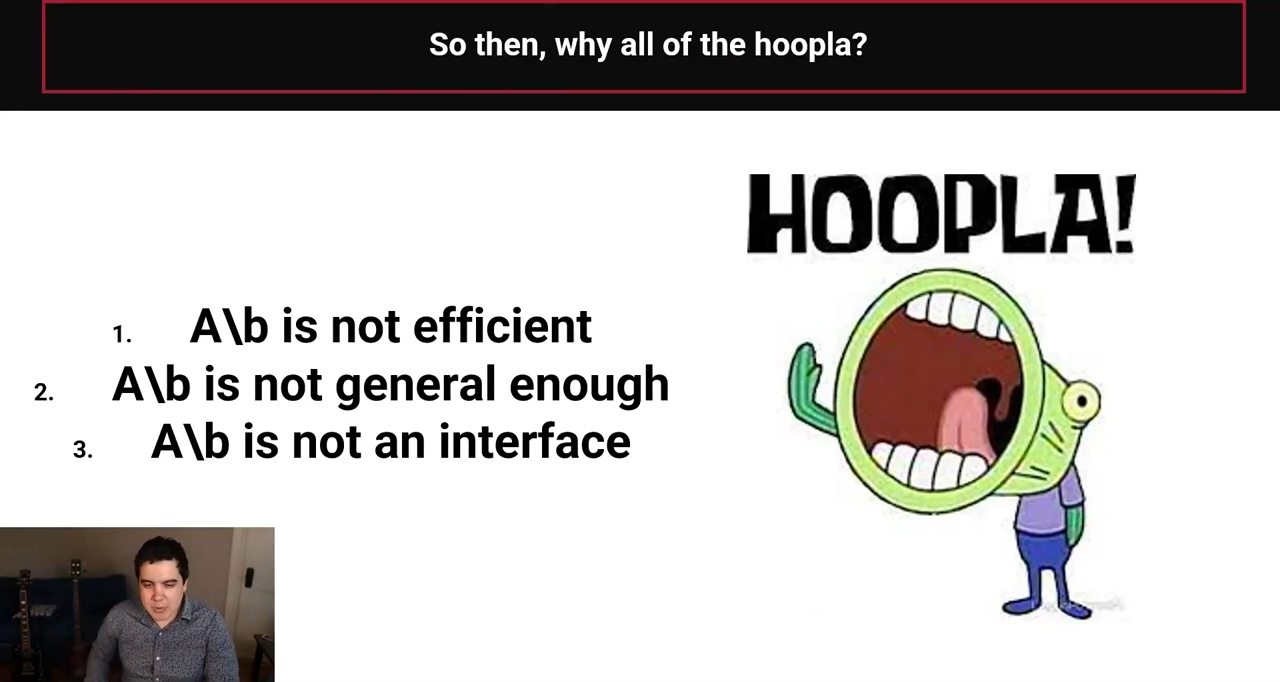 So then, why all of the hoopla?
HOOPLA!
1. A\b is not efficient
2. A\b is not general enough
3. A\b is not an interface